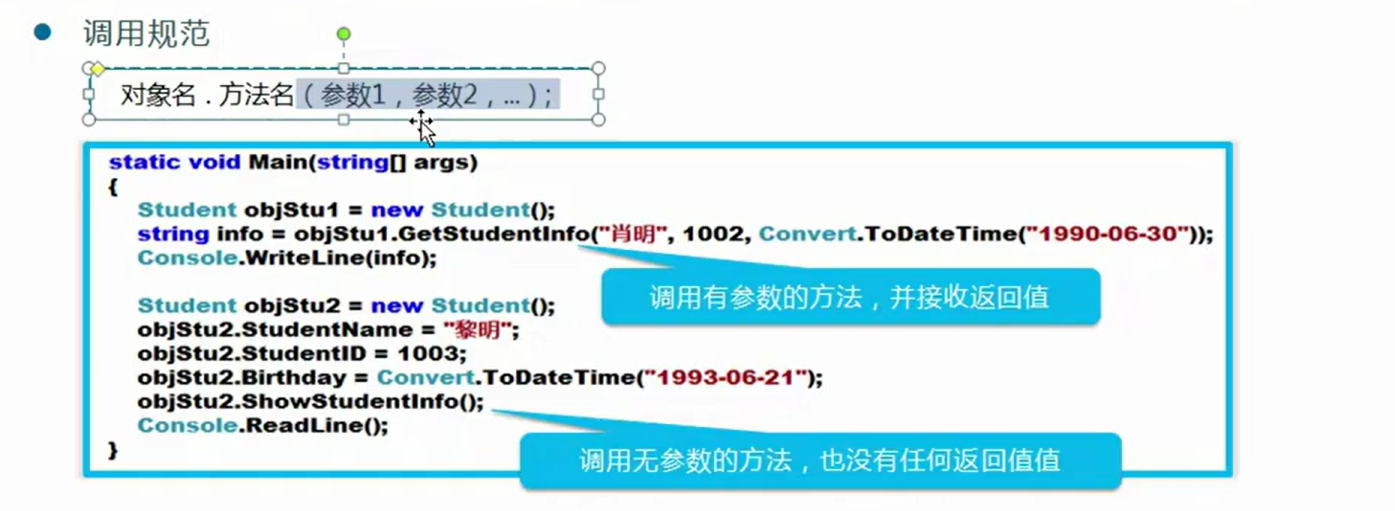 调用规范
对象名 . 方法名（参数1，参数2，... ）;
static void Main(string[] args)
{
Student objStu1 = new Student();
string info = objStu1.GetStudentInfo("肖明", 1002, Convert.ToDateTime("1990-06-30"));
Console.WriteLine(info);
调用有参数的方法，并接收返回值
Student objStu2 = new Student();
objStu2.StudentName = "黎明";
objStu2.StudentID = 1003;
objStu2.Birthday = Convert.ToDateTime("1993-06-21");
objStu2.ShowStudentInfo();
Console.ReadLine();
}
调用无参数的方法，也没有任何返回值值